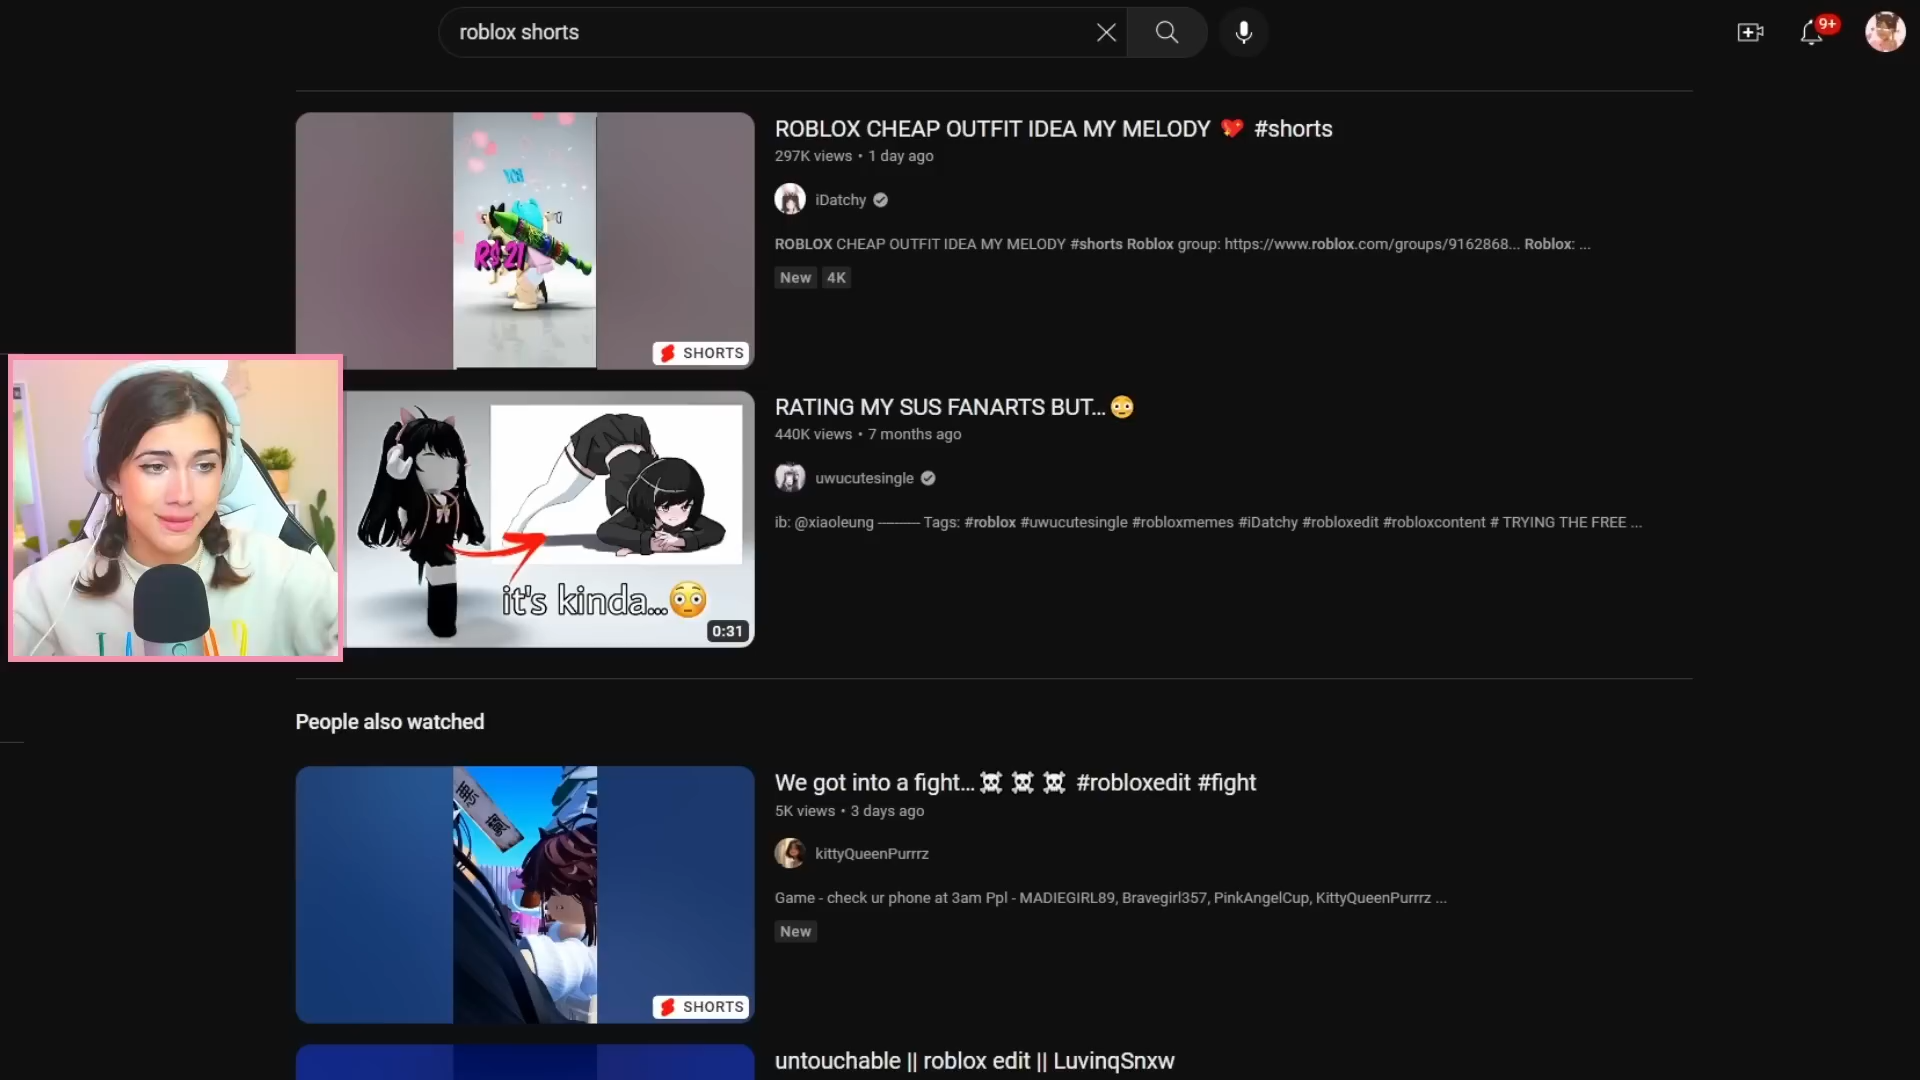 roblox shorts
9+
ROBLOX CHEAP OUTFIT IDEA MY MELODY 💖 #shorts
297K views • 1 day ago
iDatchy
ROBLOX CHEAP OUTFIT IDEA MY MELODY #shorts Roblox group: https://www.roblox.com/groups/9162868... Roblox: ...
New 4K
R$ 21
SHORTS
RATING MY SUS FANARTS BUT...😳
440K views • 7 months ago
uwucutesingle
ib: @xiaoleung ---------- Tags: #roblox #uwucutesingle #robloxmemes #iDatchy #robloxedit #robloxcontent # TRYING THE FREE ...
it's kinda...😳
0:31
People also watched
We got into a fight...☠ ☠ ☠ #robloxedit #fight
5K views • 3 days ago
kittyQueenPurrrz
Game - check ur phone at 3am Ppl - MADIEGIRL89, Bravegirl357, PinkAngelCup, KittyQueenPurrrz ...
New
SHORTS
untouchable || roblox edit || LuvinqSnxw